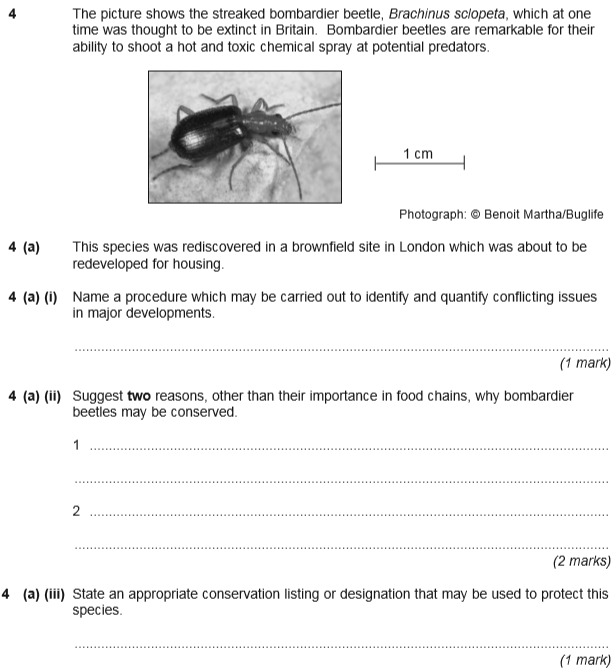 4 The picture shows the streaked bombardier beetle, Brachinus sclopeta, which at one
time was thought to be extinct in Britain. Bombardier beetles are remarkable for their
ability to shoot a hot and toxic chemical spray at potential predators.
1 cm
Photograph: © Benoit Martha/Buglife
4 (a) This species was rediscovered in a brownfield site in London which was about to be
redeveloped for housing.
4 (a) (i) Name a procedure which may be carried out to identify and quantify conflicting issues
in major developments.
(1 mark)
4 (a) (ii) Suggest two reasons, other than their importance in food chains, why bombardier
beetles may be conserved.
1
2
(2 marks)
4 (a) (iii) State an appropriate conservation listing or designation that may be used to protect this
species.
(1 mark)